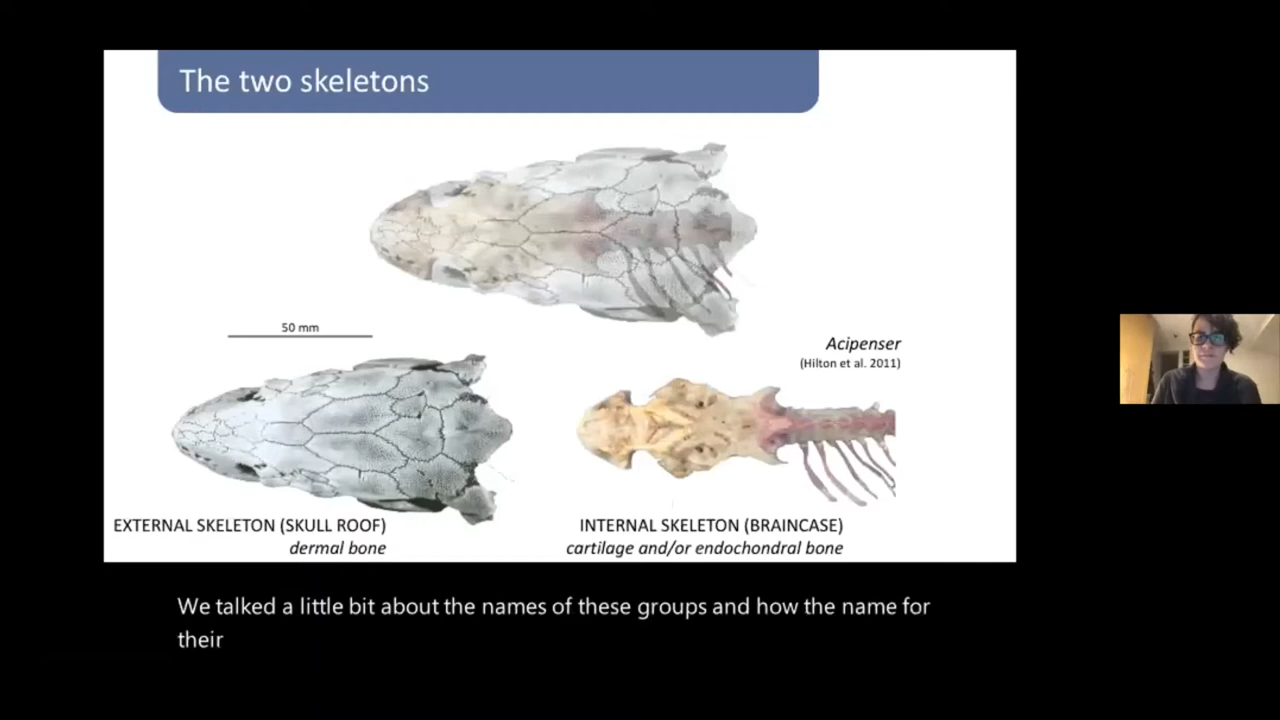 The two skeletons
50 mm
Acipenser
(Hilton et al. 2011)
EXTERNAL SKELETON (SKULL ROOF)
dermal bone
INTERNAL SKELETON (BRAINCASE)
cartilage and/or endochondral bone
We talked a little bit about the names of these groups and how the name for
their